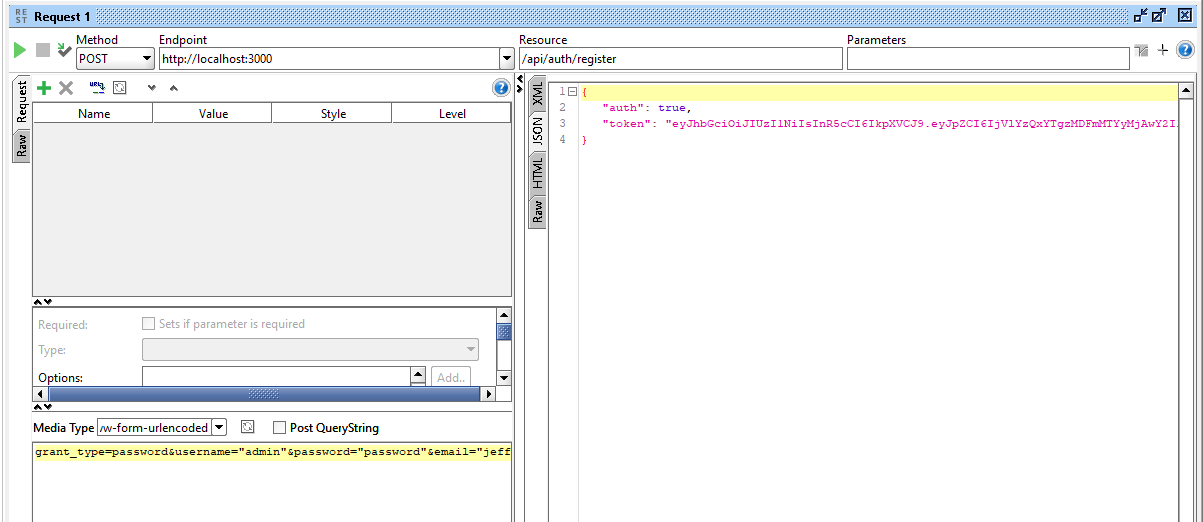 RE
ST
Request 1
Method
Endpoint
Resource
Parameters
POST
http://localhost:3000
/api/auth/register
Request
Raw
Name
Value
Style
Level
Required:
Sets if parameter is required
Type:
Options:
Add..
Media Type
/w-form-urlencoded
Post QueryString
grant_type=password&username="admin"&password="password"&email="jeff
XML
JSON
HTML
Raw
1 {
2 "auth": true,
3 "token": "eyJhbGciOiJIUzI1NiIsInR5cCI6IkpXVCJ9.eyJpZCI6IjVlYzQxYTgzMDFmMTYyMjAwY2I
4 }